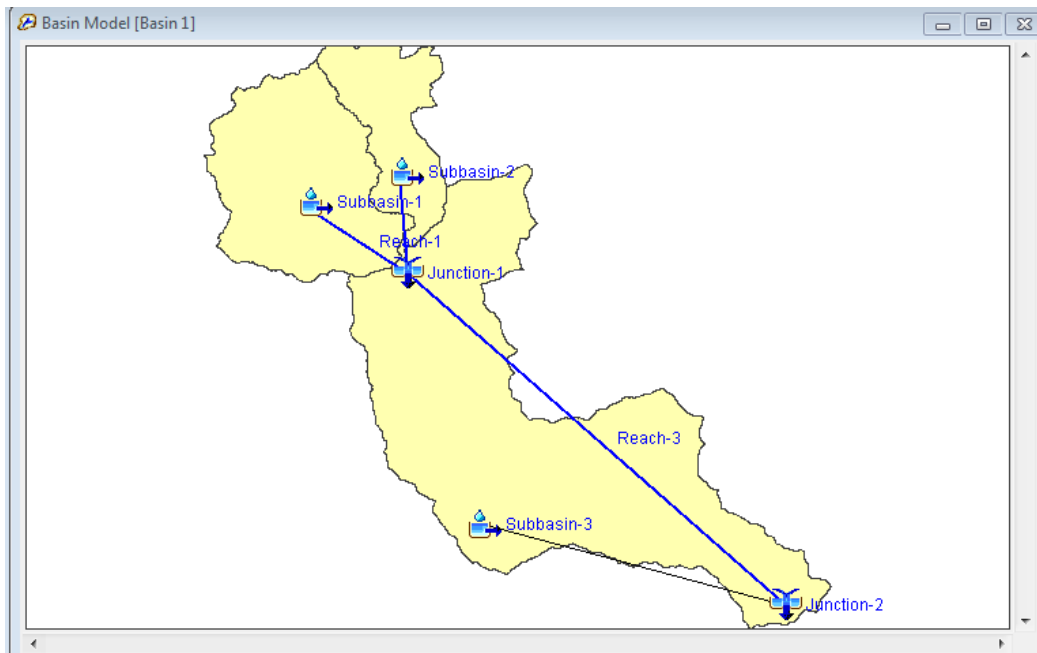 Basin Model [Basin 1]
Subbasin-2
Subbasin-1
Reach-1
Junction-1
Reach-3
Subbasin-3
Junction-2